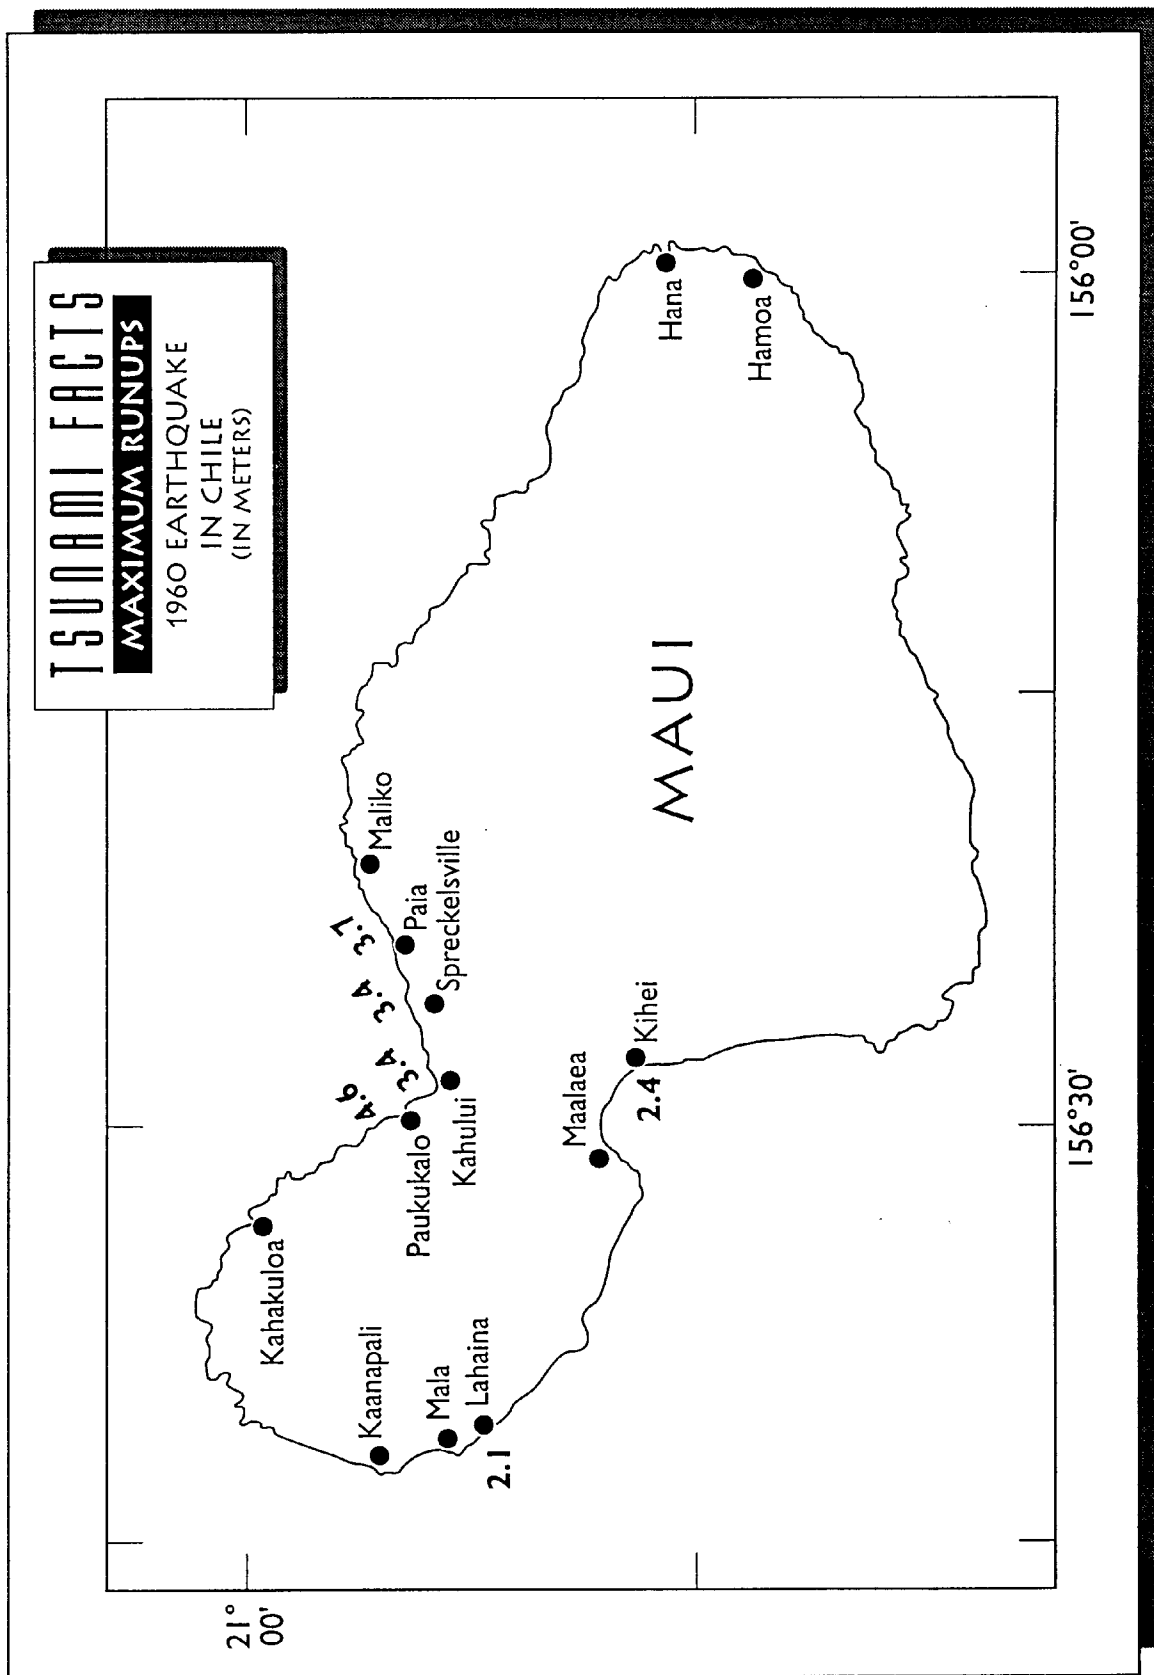 TSUNAMI FACTS
MAXIMUM RUNUPS
1960 EARTHQUAKE
IN CHILE
(IN METERS)
21°
00'
Kahakuloa
Kaanapali
Mala
Lahaina
2.1
Paukukalo
4.6
Kahului
3.4
Spreckelsville
3.4
Paia
3.7
Maliko
Maalaea
Kihei
2.4
MAUI
Hana
Hamoa
156°30'
156°00'